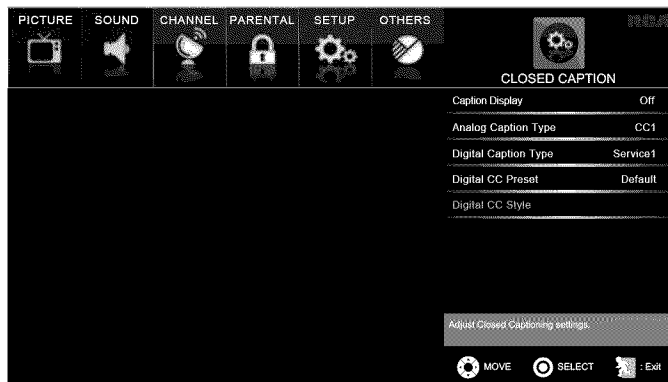 PICTURE SOUND CHANNEL PARENTAL SETUP OTHERS
RCA
CLOSED CAPTION
Caption Display Off
Analog Caption Type CC1
Digital Caption Type Service1
Digital CC Preset Default
Digital CC Style
Adjust Closed Captioning settings.
MOVE SELECT : Exit